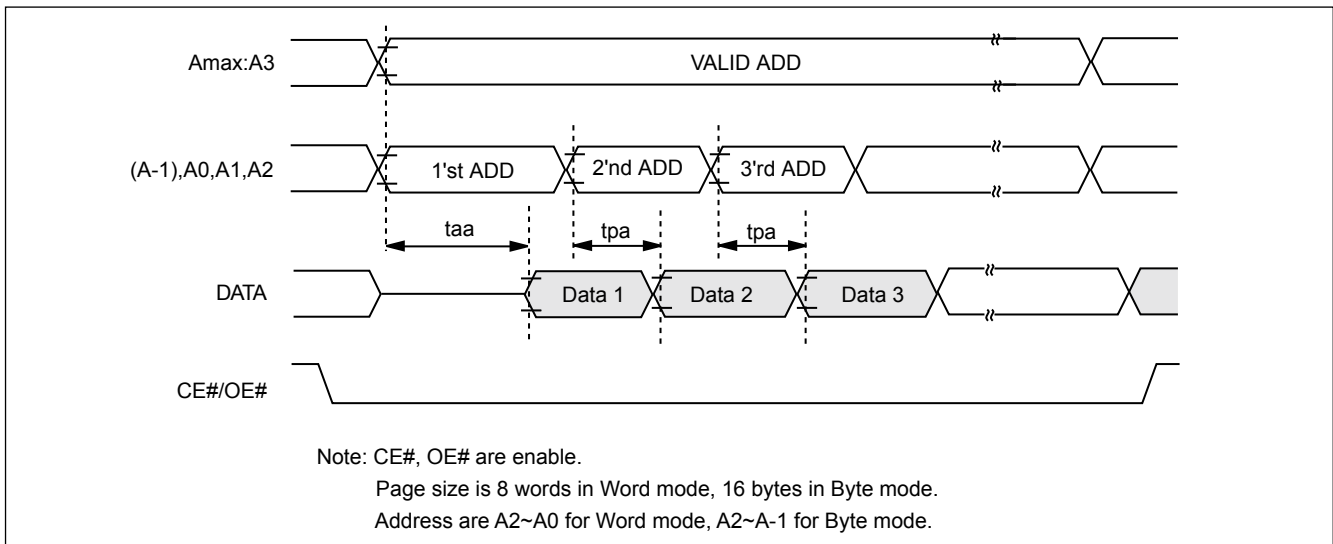 Amax:A3
VALID ADD
(A-1),A0,A1,A2
1'st ADD
2'nd ADD
3'rd ADD
taa
tpa
tpa
DATA
Data 1
Data 2
Data 3
CE#/OE#
Note: CE#, OE# are enable.
Page size is 8 words in Word mode, 16 bytes in Byte mode.
Address are A2~A0 for Word mode, A2~A-1 for Byte mode.